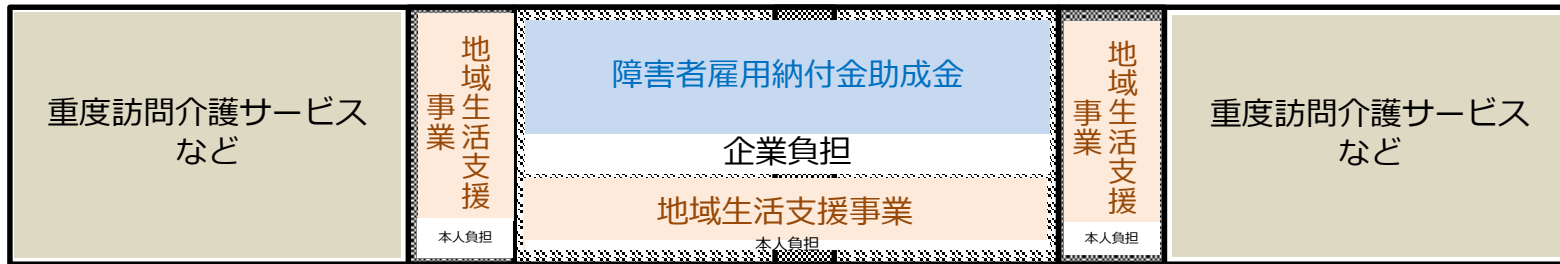 重度訪問介護サービス
など
地域生活支援
事業
本人負担
障害者雇用納付金助成金
企業負担
地域生活支援事業
本人負担
地域生活支援
事業
本人負担
重度訪問介護サービス
など